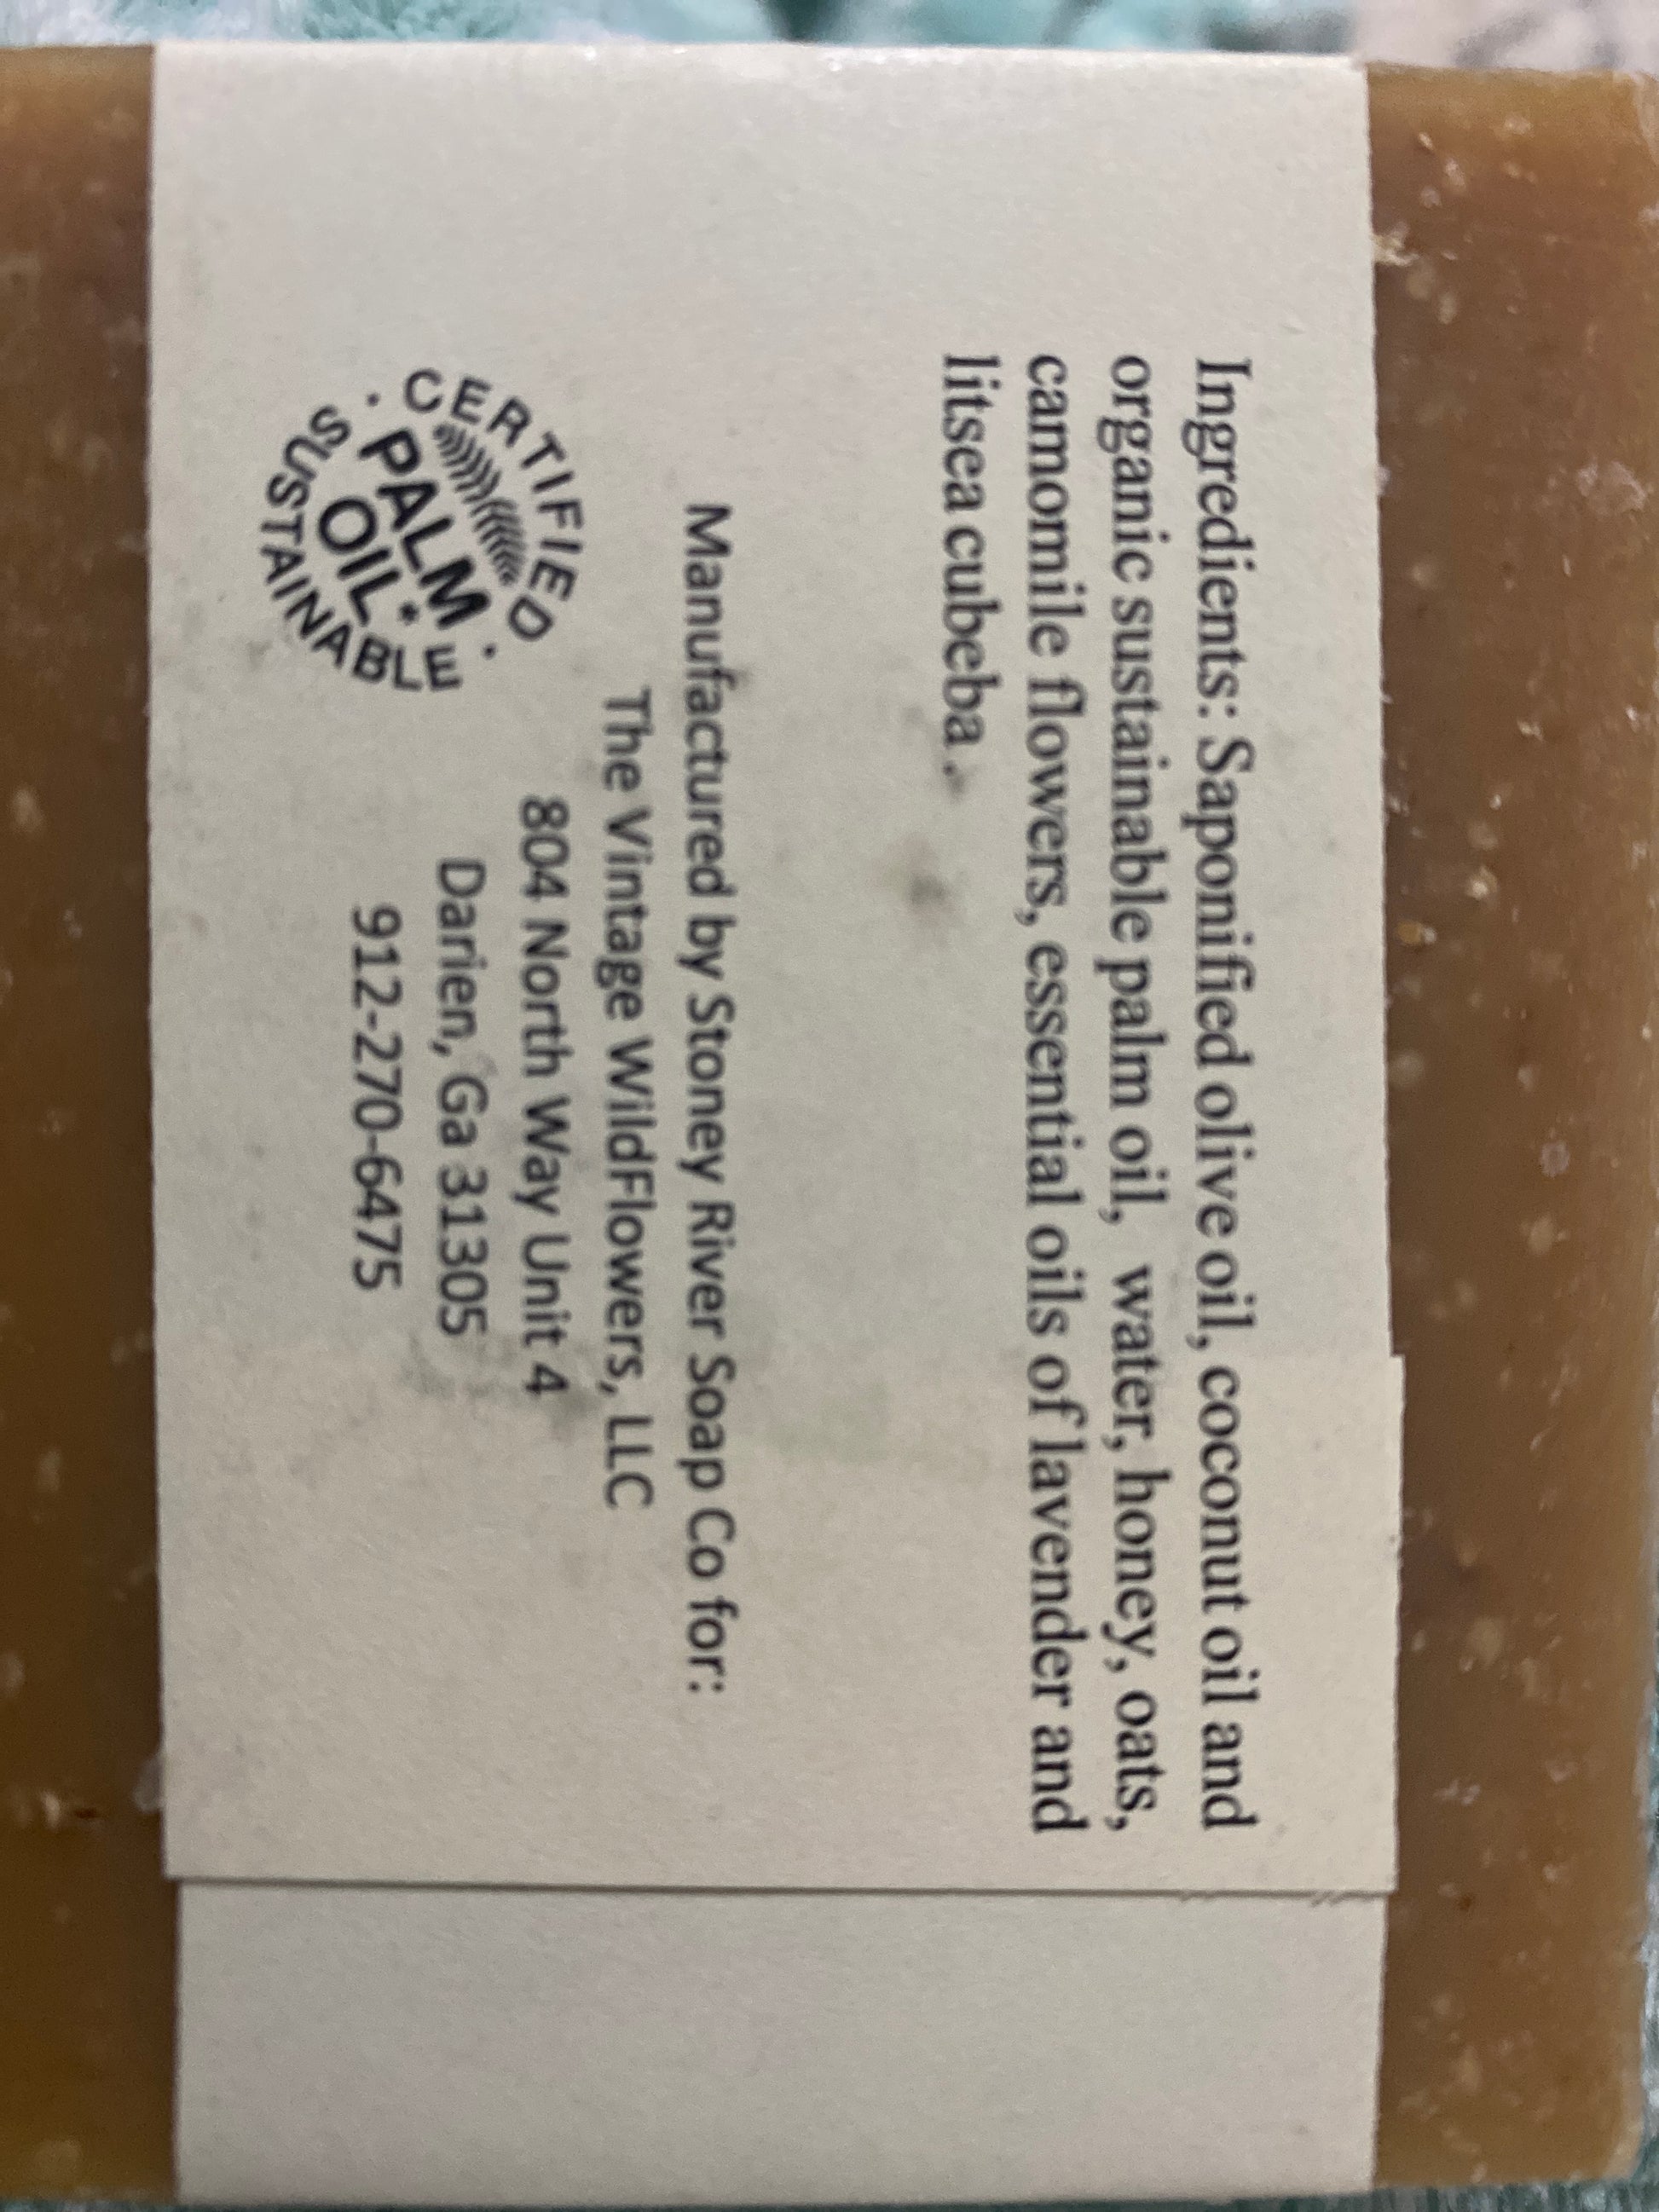 Ingredients: Saponified olive oil, coconut oil and
organic sustainable palm oil, water, honey, oats,
camomile flowers, essential oils of lavender and
litsea cubeba .
Manufactured by Stoney River Soap Co for:
The Vintage WildFlowers, LLC
804 North Way Unit 4
Darien, Ga 31305
912-270-6475
CERTIFIED
PALM
OIL
SUSTAINABLE